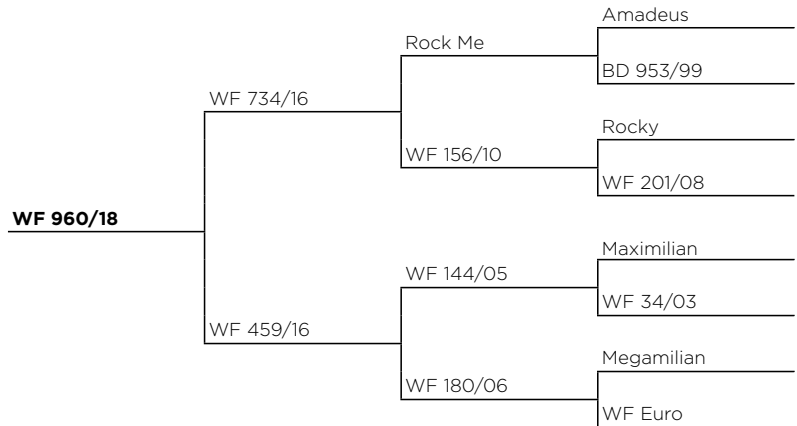 Amadeus
Rock Me
BD 953/99
WF 734/16
Rocky
WF 156/10
WF 201/08
WF 960/18
Maximilian
WF 144/05
WF 34/03
WF 459/16
Megamilian
WF 180/06
WF Euro